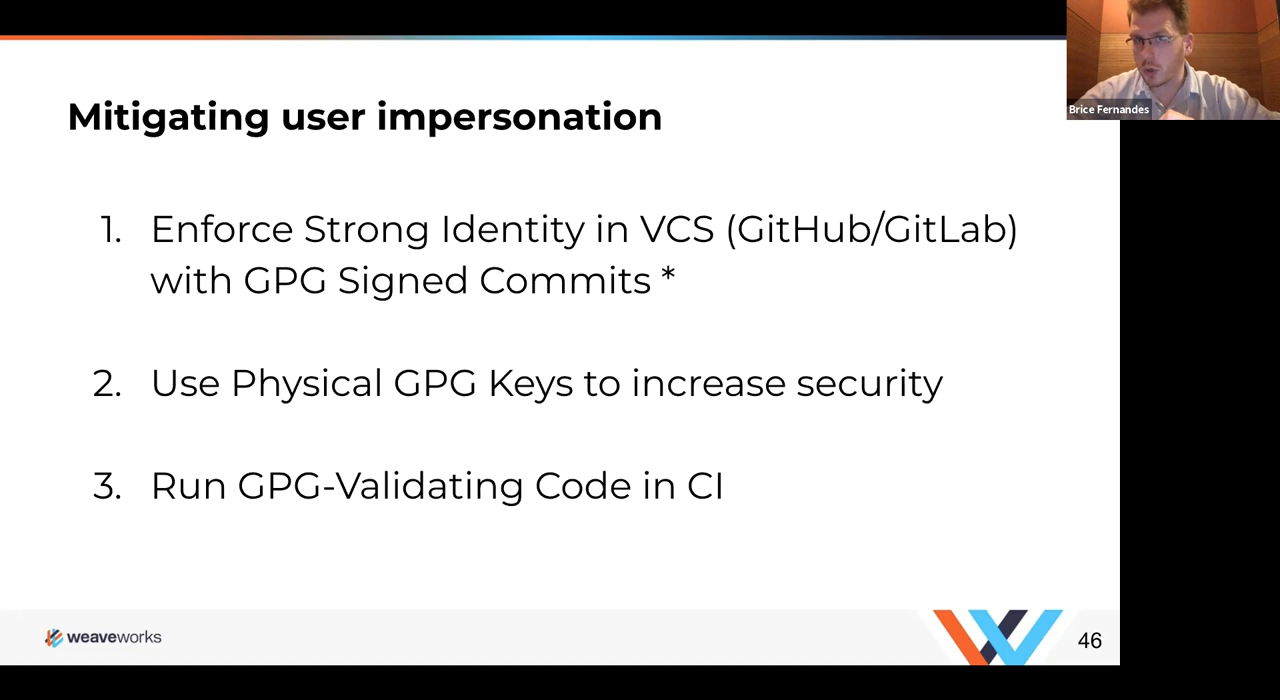 Mitigating user impersonation
Brice Fernandes
1. Enforce Strong Identity in VCS (GitHub/GitLab)
with GPG Signed Commits *
2. Use Physical GPG Keys to increase security
3. Run GPG-Validating Code in CI
weaveworks
46